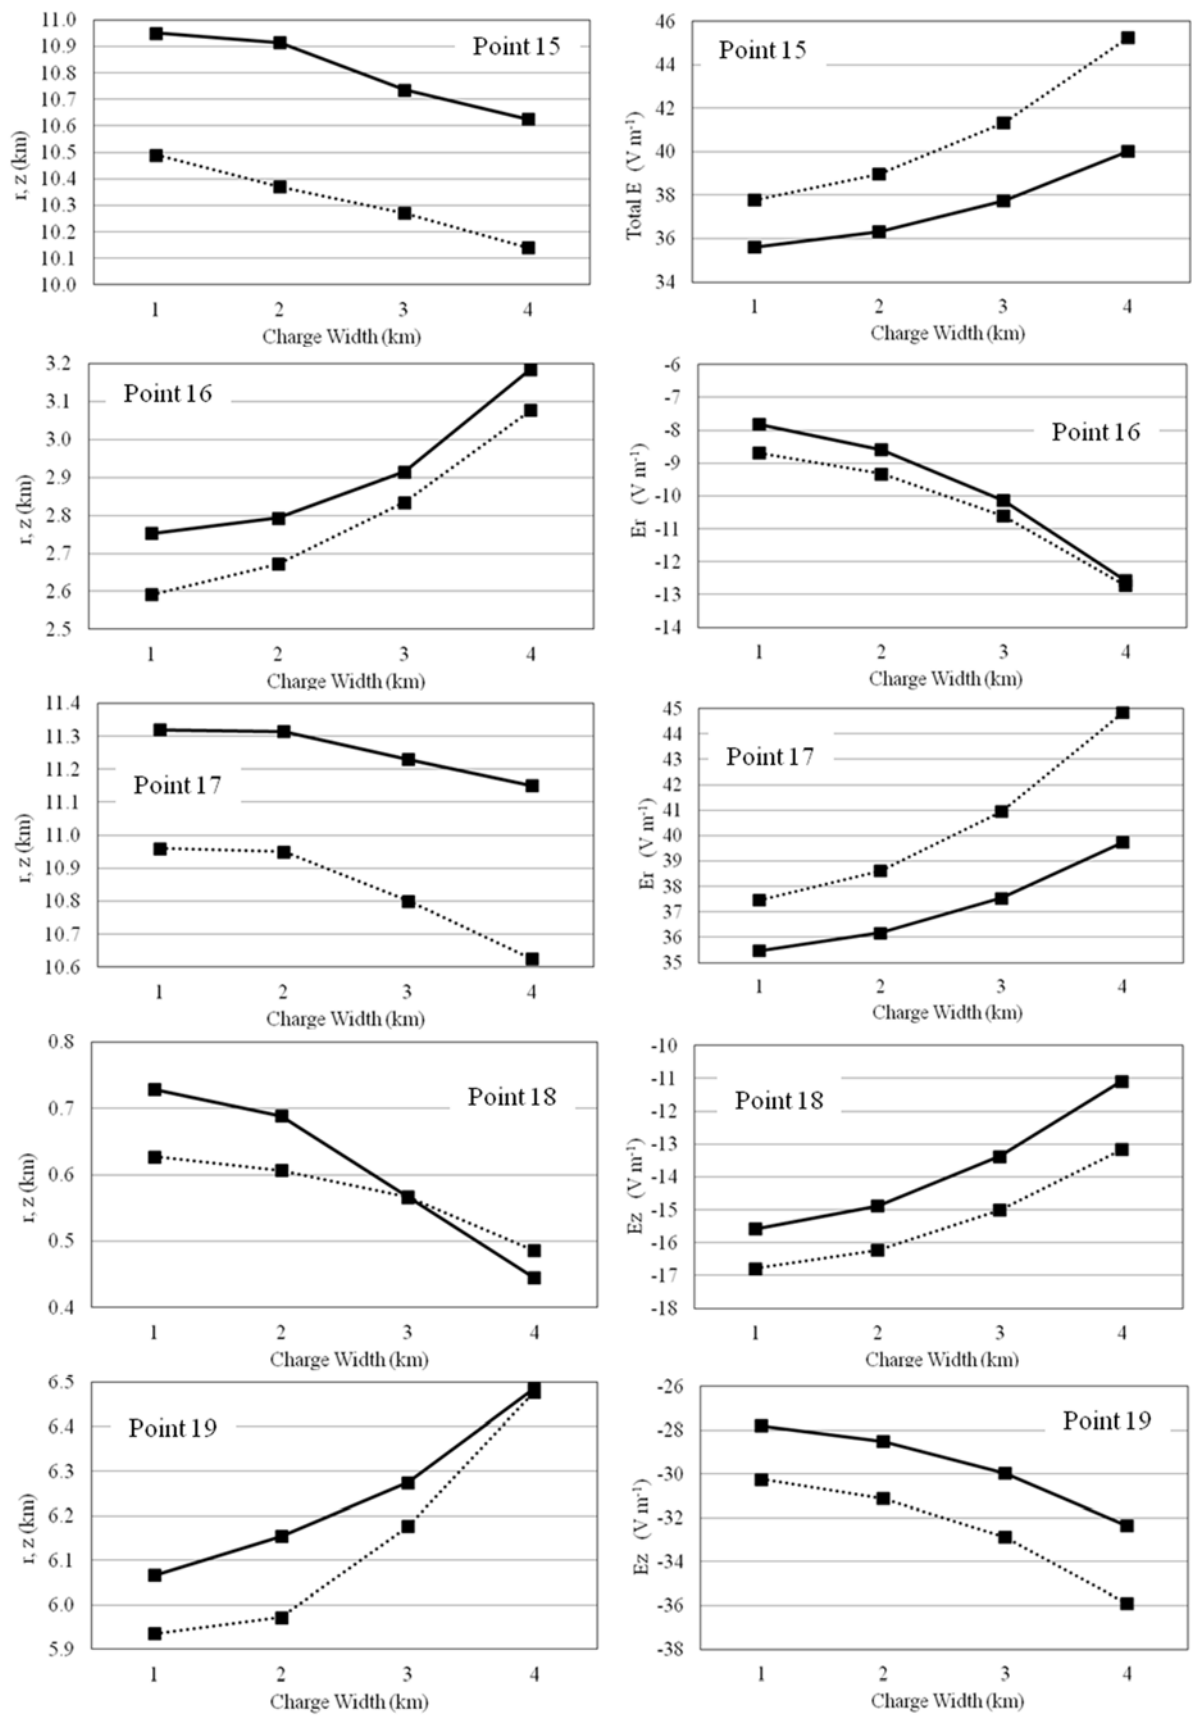 11.0
10.9
10.8
10.7
10.6
10.5
10.4
10.3
10.2
10.1
10.0
r, z (km)
Point 15
1 2 3 4
Charge Width (km)
46
44
42
40
38
36
34
Total E (V m-1)
Point 15
1 2 3 4
Charge Width (km)
3.2
3.1
3.0
2.9
2.8
2.7
2.6
2.5
r, z (km)
Point 16
1 2 3 4
Charge Width (km)
-6
-7
-8
-9
-10
-11
-12
-13
-14
Er (V m-1)
Point 16
1 2 3 4
Charge Width (km)
11.4
11.3
11.2
11.1
11.0
10.9
10.8
10.7
10.6
r, z (km)
Point 17
1 2 3 4
Charge Width (km)
45
44
43
42
41
40
39
38
37
36
35
Er (V m-1)
Point 17
1 2 3 4
Charge Width (km)
0.8
0.7
0.6
0.5
0.4
r, z (km)
Point 18
1 2 3 4
Charge Width (km)
-10
-11
-12
-13
-14
-15
-16
-17
-18
Ez (V m-1)
Point 18
1 2 3 4
Charge Width (km)
6.5
6.4
6.3
6.2
6.1
6.0
5.9
r, z (km)
Point 19
1 2 3 4
Charge Width (km)
-26
-28
-30
-32
-34
-36
-38
Ez (V m-1)
Point 19
1 2 3 4
Charge Width (km)